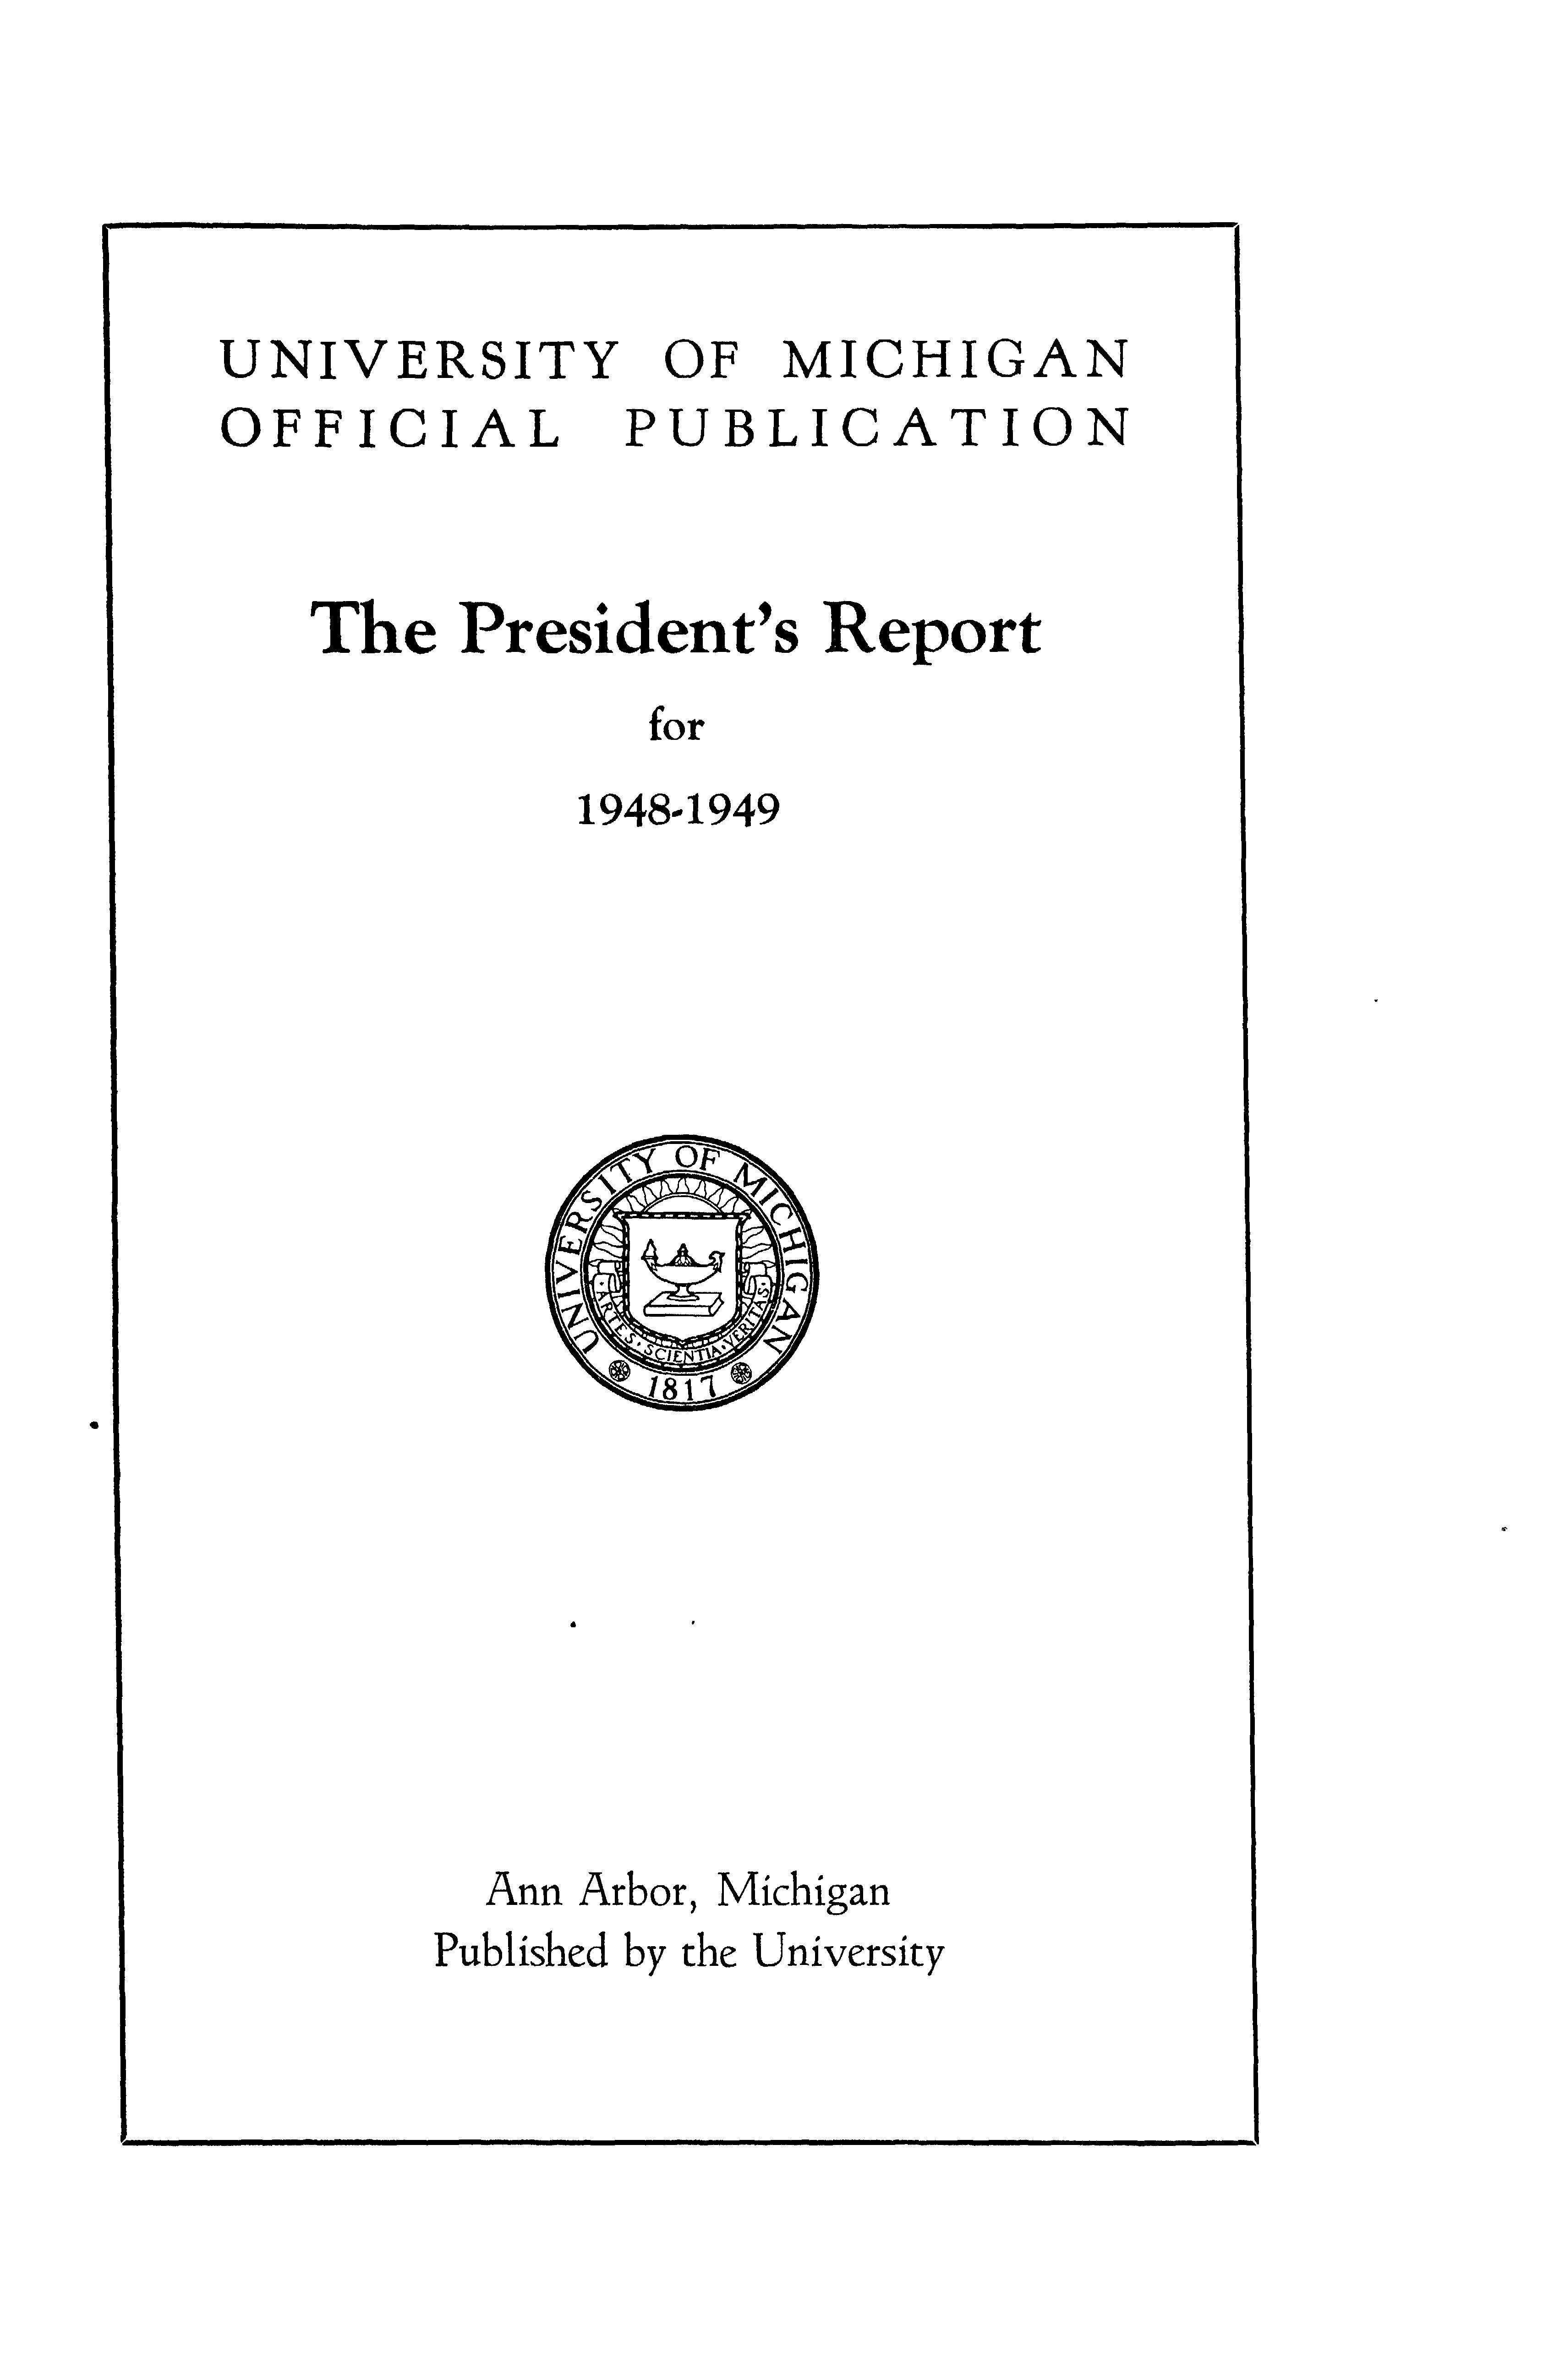 UNIVERSITY OF MICHIGAN
OFFICIAL PUBLICATION
The President's Report
for
1948-1949
UNIVERSITY OF MICHIGAN
ARTES · SCIENTIA · VERITAS
1817
Ann Arbor, Michigan
Published by the University